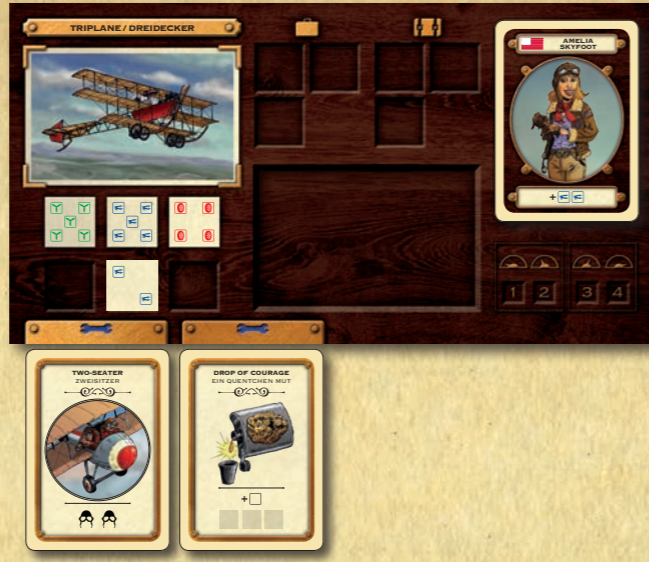 TRIPLANE / DREIDECKER
AMELIA
SKYFOOT
+
1 2 3 4
TWO-SEATER
ZWEISITZER
DROP OF COURAGE
EIN QUENTCHEN MUT
+